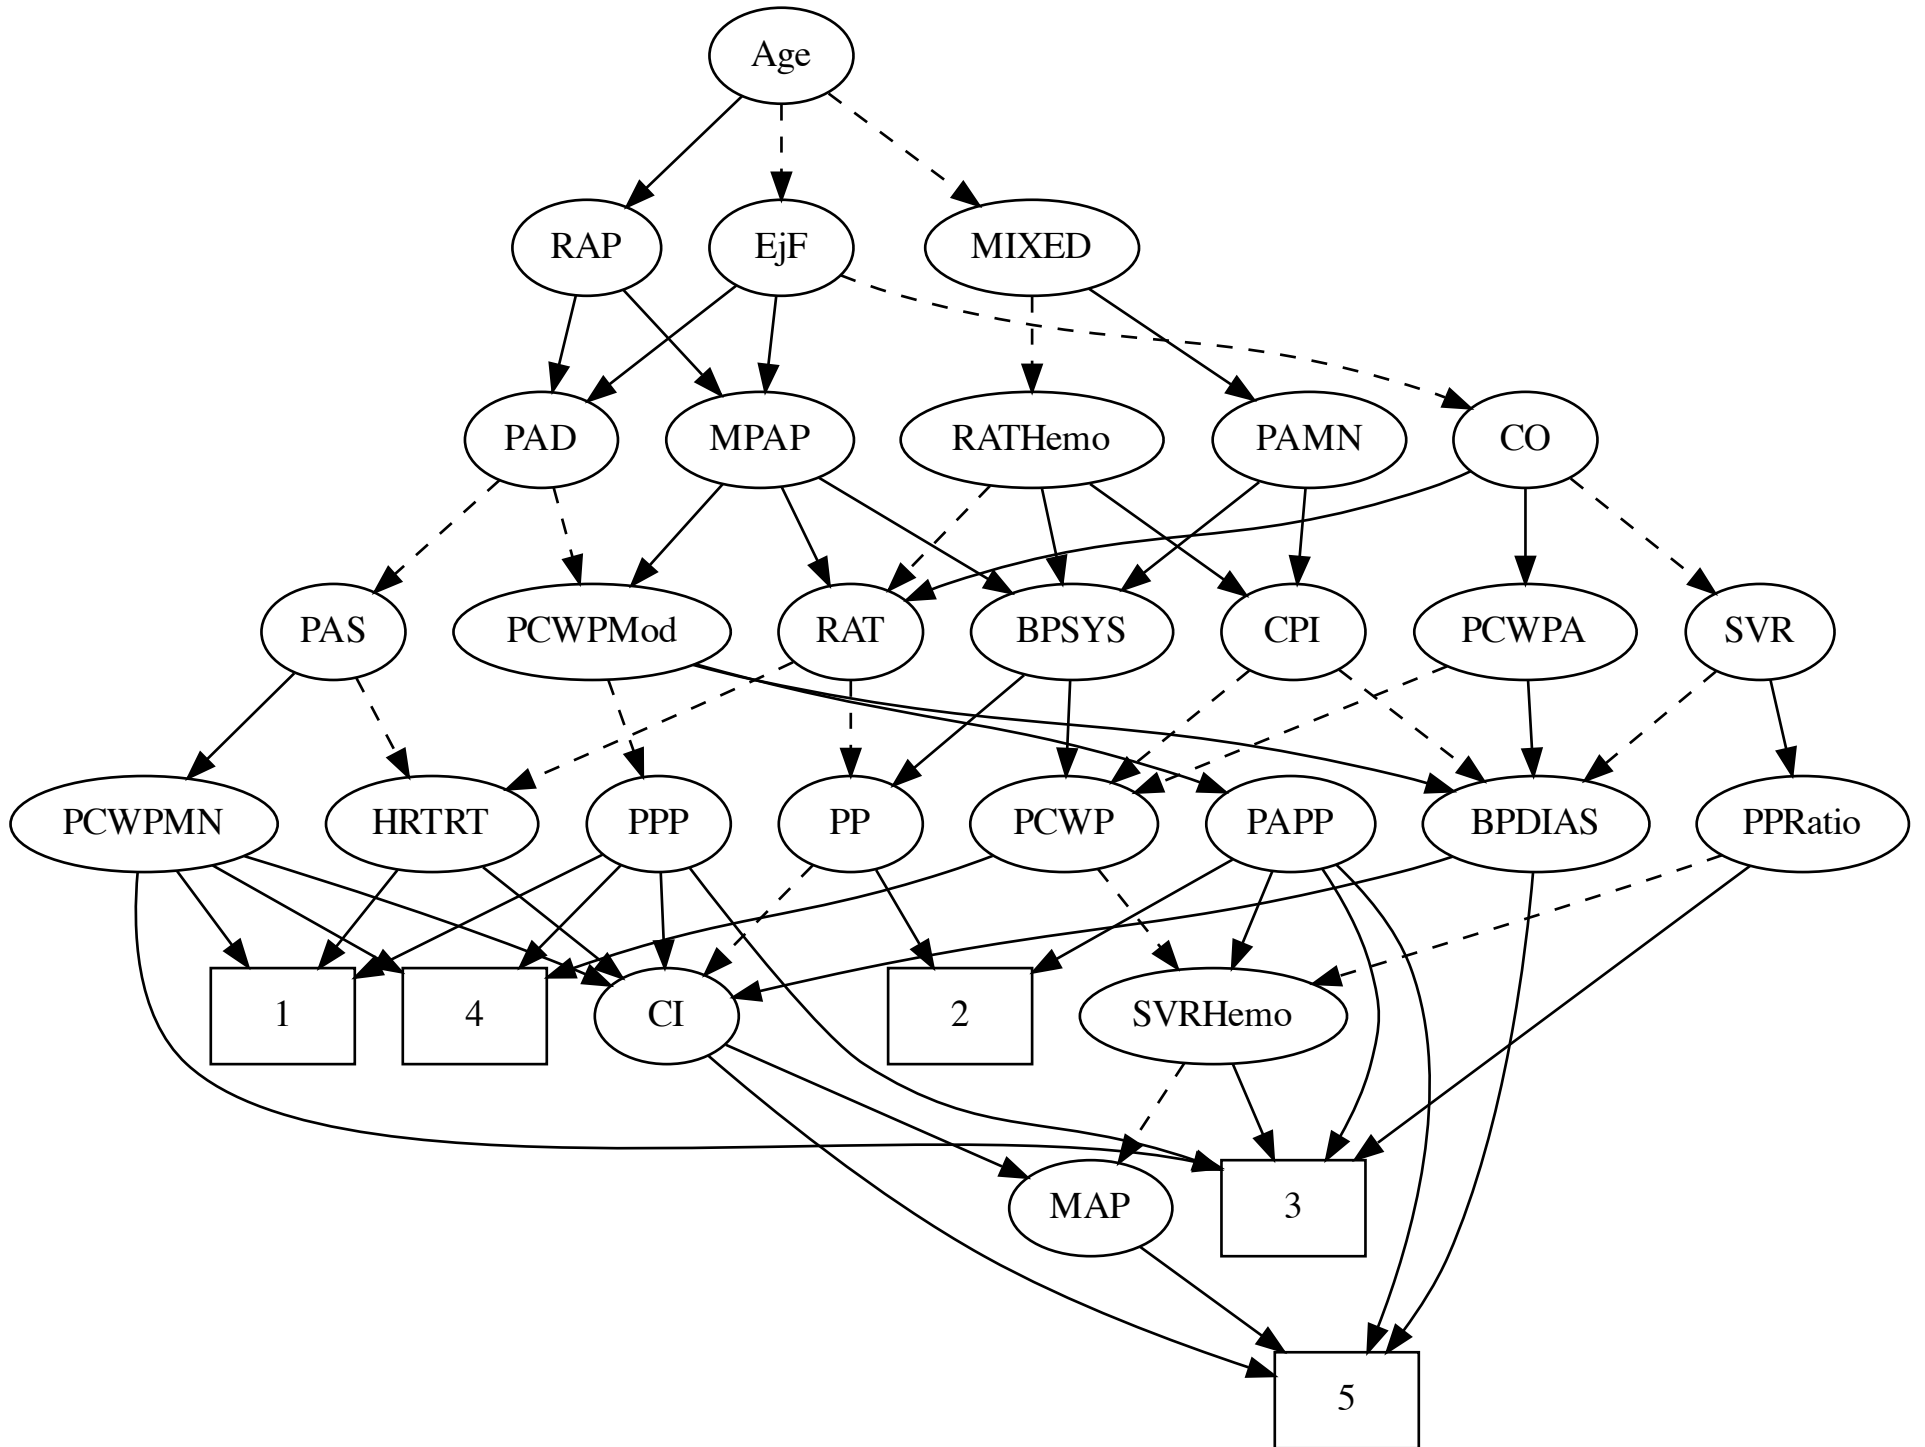 Age
RAP
EjF
MIXED
PAD
MPAP
RATHemo
PAMN
CO
PAS
PCWPMod
RAT
BPSYS
CPI
PCWPA
SVR
PCWPMN
HRTRT
PPP
PP
PCWP
PAPP
BPDIAS
PPRatio
1
4
CI
2
SVRHemo
MAP
3
5